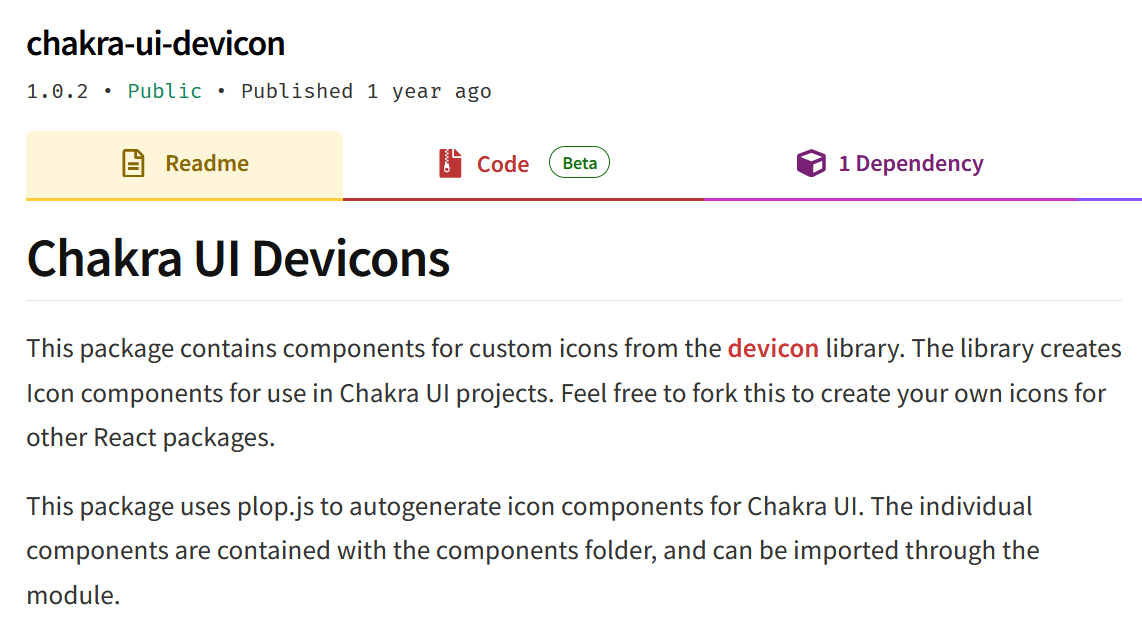 chakra-ui-devicon
1.0.2 • Public • Published 1 year ago
Readme
Code Beta
1 Dependency
Chakra UI Devicons
This package contains components for custom icons from the devicon library. The library creates
Icon components for use in Chakra UI projects. Feel free to fork this to create your own icons for
other React packages.
This package uses plop.js to autogenerate icon components for Chakra UI. The individual
components are contained with the components folder, and can be imported through the
module.